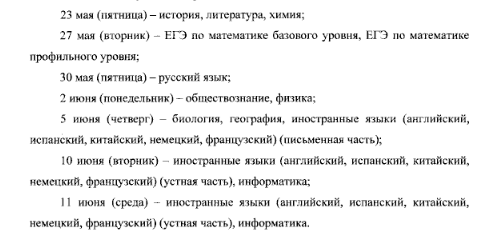 23 мая (пятница) – история, литература, химия;
27 мая (вторник) – ЕГЭ по математике базового уровня, ЕГЭ по математике
профильного уровня;
30 мая (пятница) – русский язык;
2 июня (понедельник) – обществознание, физика;
5 июня (четверг) – биология, география, иностранные языки (английский,
испанский, китайский, немецкий, французский) (письменная часть);
10 июня (вторник) – иностранные языки (английский, испанский, китайский,
немецкий, французский) (устная часть), информатика;
11 июня (среда) – иностранные языки (английский, испанский, китайский,
немецкий, французский) (устная часть), информатика.